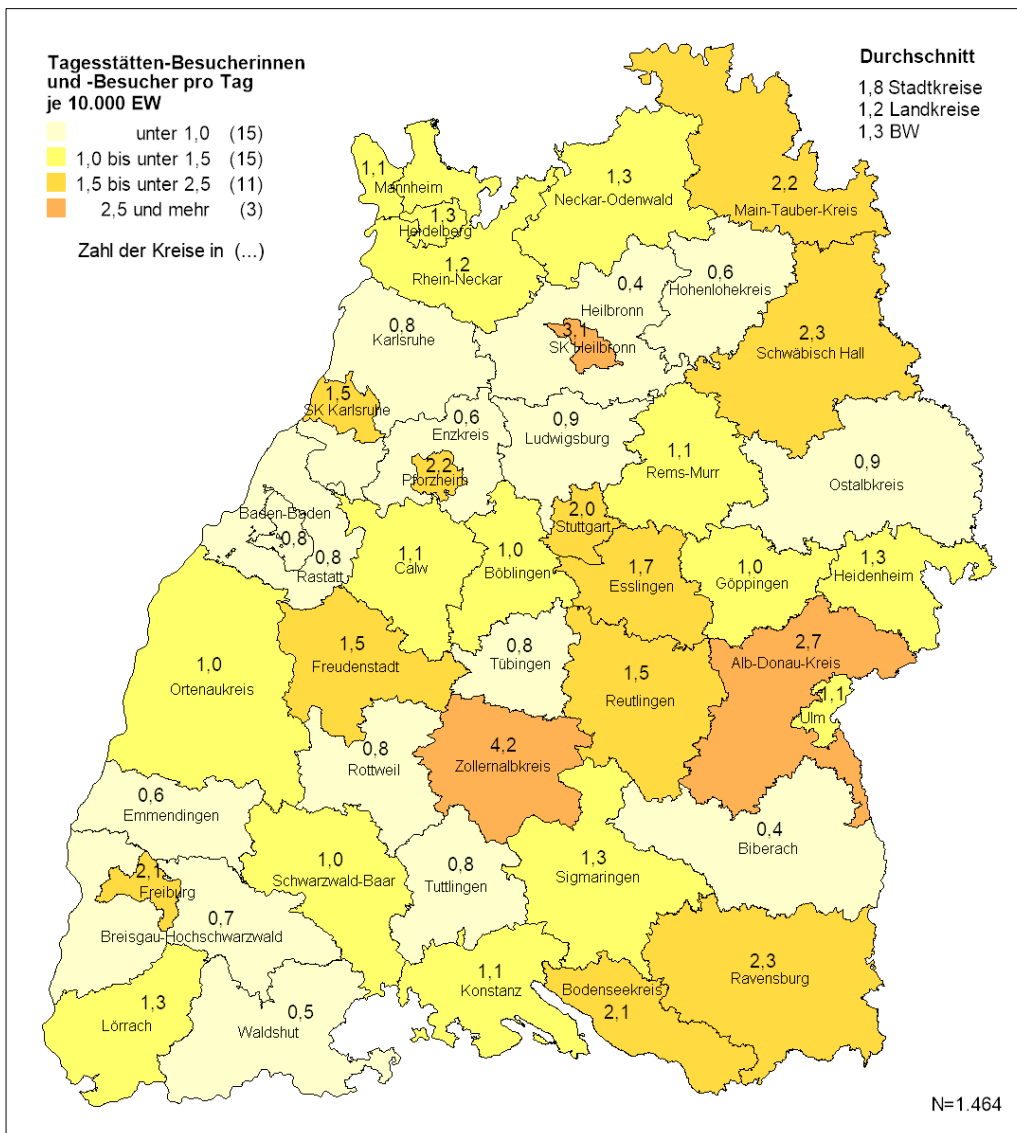 Tagesstätten-Besucherinnen
und -Besucher pro Tag
je 10.000 EW
unter 1,0 (15)
1,0 bis unter 1,5 (15)
1,5 bis unter 2,5 (11)
2,5 und mehr (3)
Zahl der Kreise in (...)
Durchschnitt
1,8 Stadtkreise
1,2 Landkreise
1,3 BW
1,1
Mannheim
1,3
Heidelberg
1,2
Rhein-Neckar
1,3
Neckar-Odenwald
2,2
Main-Tauber-Kreis
0,6
Hohenlohekreis
0,4
Heilbronn
3,1
SK Heilbronn
0,8
Karlsruhe
2,3
Schwäbisch Hall
1,5
SK Karlsruhe
0,6
Enzkreis
0,9
Ludwigsburg
1,1
Rems-Murr
0,9
Ostalbkreis
2,2
Pforzheim
2,0
Stuttgart
Baden-Baden
0,8
0,8
Rastatt
1,1
Calw
1,0
Böblingen
1,7
Esslingen
1,0
Göppingen
1,3
Heidenheim
1,0
Ortenaukreis
1,5
Freudenstadt
0,8
Tübingen
1,5
Reutlingen
2,7
Alb-Donau-Kreis
1,1
Ulm
0,8
Rottweil
4,2
Zollernalbkreis
0,6
Emmendingen
0,4
Biberach
2,1
Freiburg
1,0
Schwarzwald-Baar
0,8
Tuttlingen
1,3
Sigmaringen
0,7
Breisgau-Hochschwarzwald
1,3
Lörrach
0,5
Waldshut
1,1
Konstanz
Bodenseekreis
2,1
2,3
Ravensburg
N=1.464